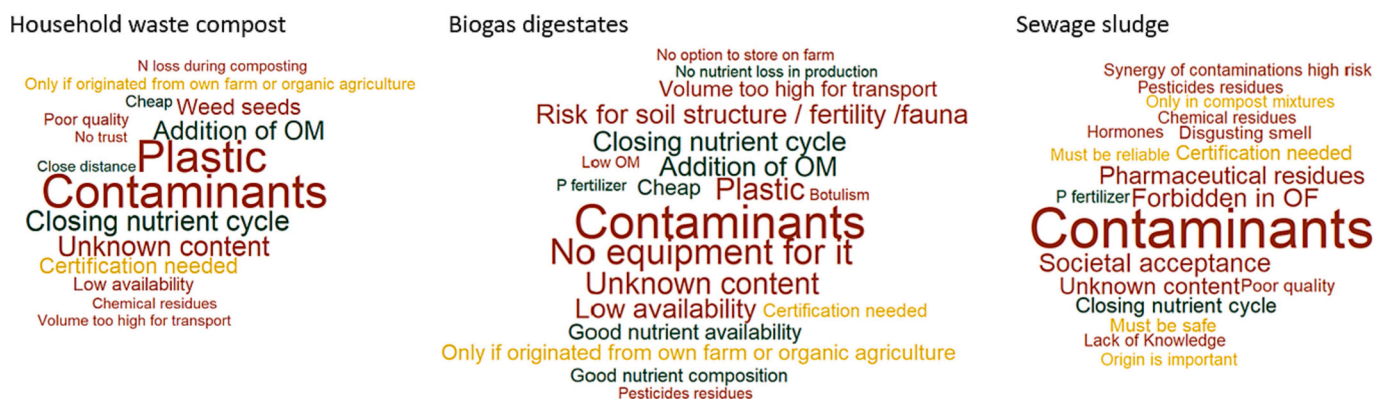 Household waste compost
N loss during composting
Only if originated from own farm or organic agriculture
Cheap Weed seeds
Poor quality
Addition of OM
No trust
Plastic
Close distance
Contaminants
Closing nutrient cycle
Unknown content
Certification needed
Low availability
Chemical residues
Volume too high for transport
Biogas digestates
No option to store on farm
No nutrient loss in production
Volume too high for transport
Risk for soil structure / fertility /fauna
Closing nutrient cycle
Low OM Addition of OM
P fertilizer Cheap Plastic Botulism
Contaminants
No equipment for it
Unknown content
Low availability Certification needed
Good nutrient availability
Only if originated from own farm or organic agriculture
Good nutrient composition
Pesticides residues
Sewage sludge
Synergy of contaminations high risk
Pesticides residues
Only in compost mixtures
Chemical residues
Hormones Disgusting smell
Must be reliable Certification needed
Pharmaceutical residues
P fertilizer Forbidden in OF
Contaminants
Societal acceptance
Unknown content Poor quality
Closing nutrient cycle
Must be safe
Lack of Knowledge
Origin is important